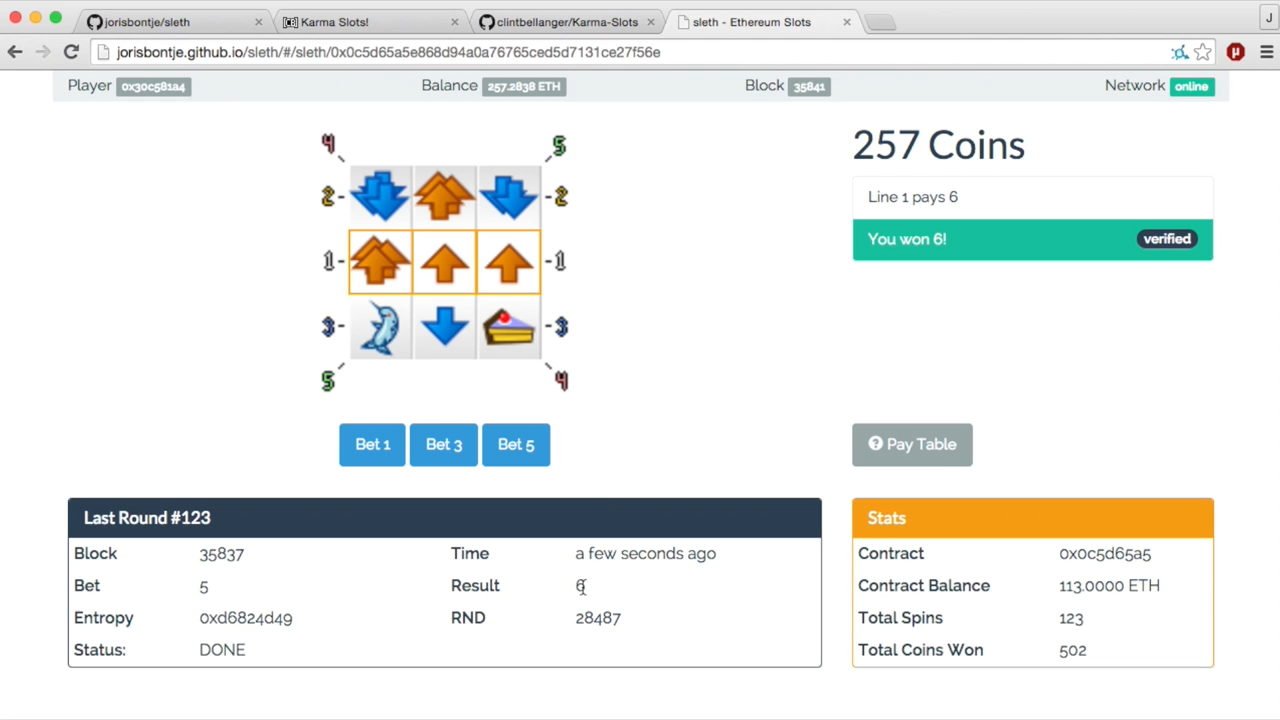 jorisbontje/sleth
Karma Slots!
clintbellanger/Karma-Slots
sleth - Ethereum Slots
J
jorisbontje.github.io/sleth/#/sleth/0x0c5d65a5e868d94a0a76765ced5d7131ce27f56e
Player 0x30c581a4
Balance 257.2838 ETH
Block 35841
Network online
4 5
2 2
1 1
3 3
5 4
257 Coins
Line 1 pays 6
You won 6! verified
Bet 1 Bet 3 Bet 5
Pay Table
Last Round #123
Block 35837 Time a few seconds ago
Bet 5 Result 6
Entropy 0xd6824d49 RND 28487
Status: DONE
Stats
Contract 0x0c5d65a5
Contract Balance 113.0000 ETH
Total Spins 123
Total Coins Won 502